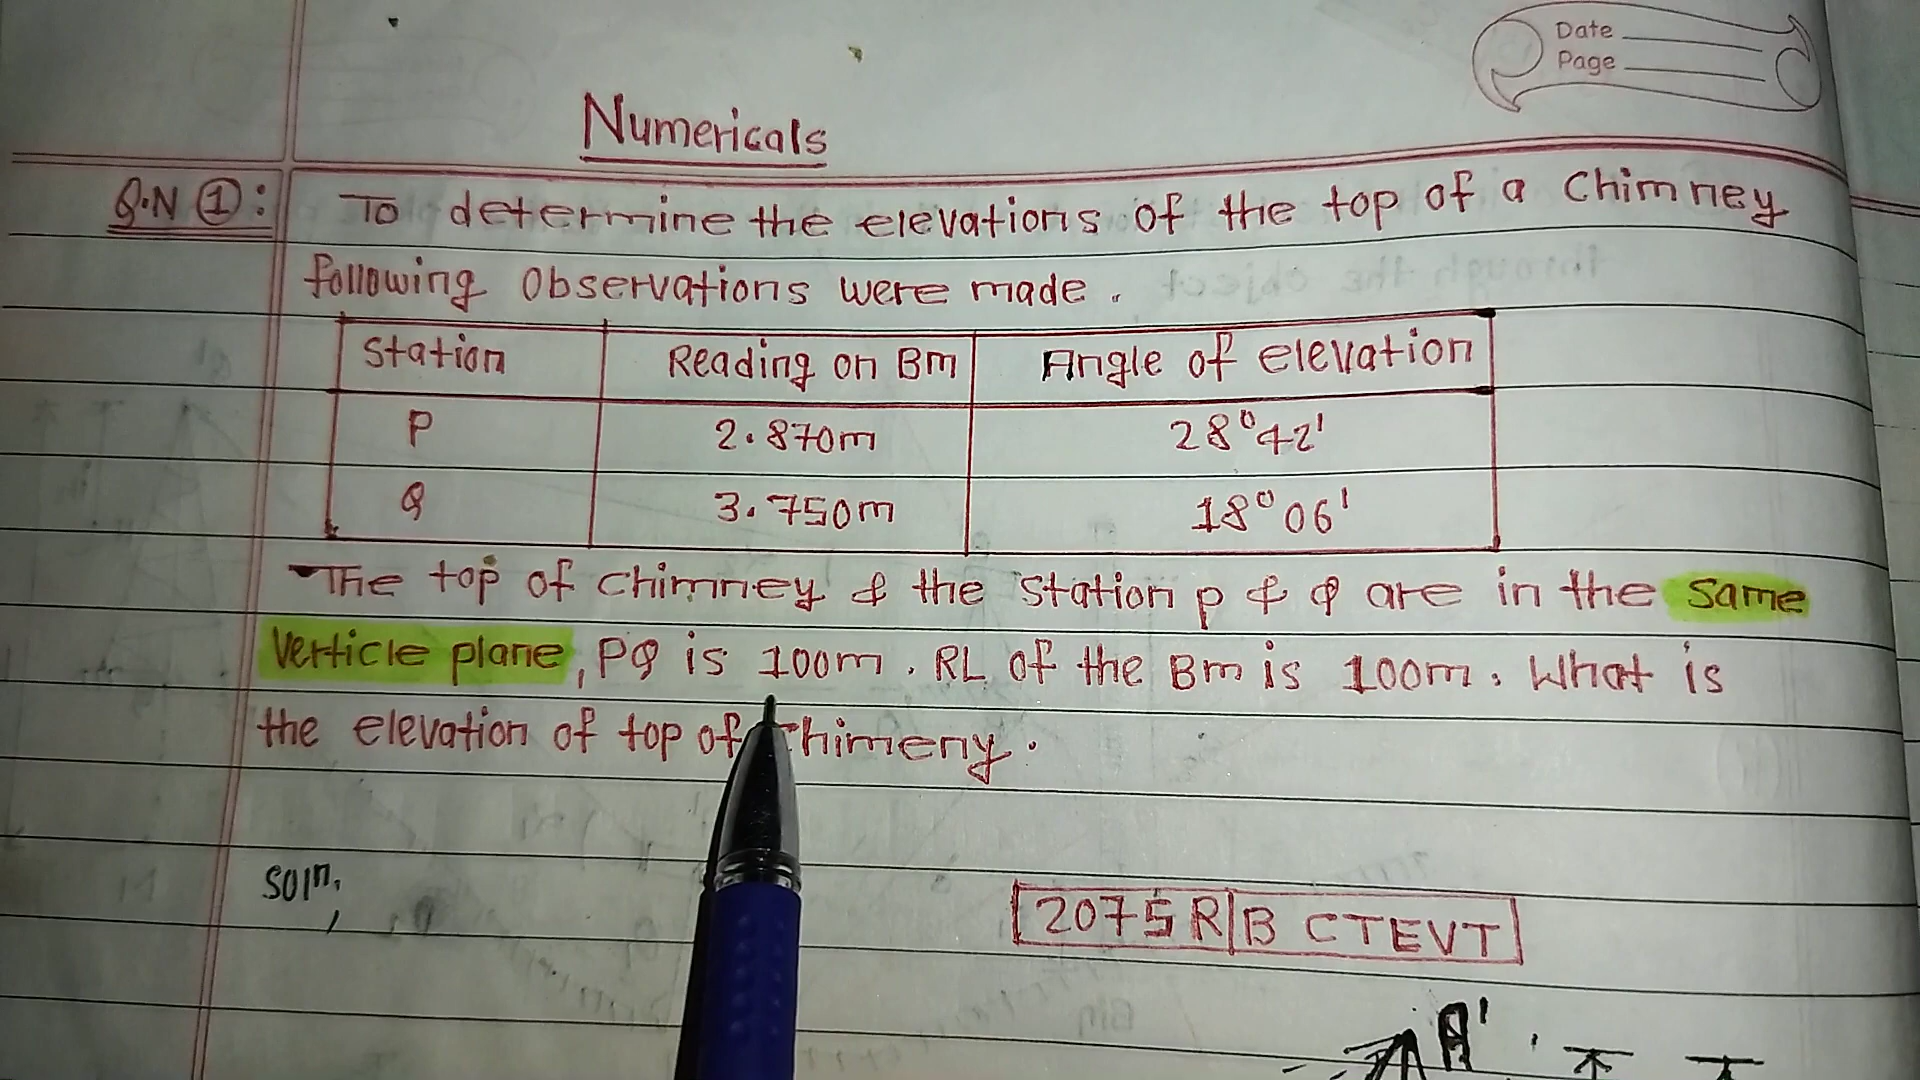 Date
Page
Numericals
Q.N ①: To determine the elevations of the top of a chimney
following observations were made.
Station Reading on Bm Angle of elevation
P 2.870m 28°42'
Q 3.750m 18°06'
The top of chimney & the station p & Q are in the same
verticle plane, PQ is 100m. RL of the Bm is 100m. What is
the elevation of top of chimeny.
soln,
2075 R/B CTEVT
A'